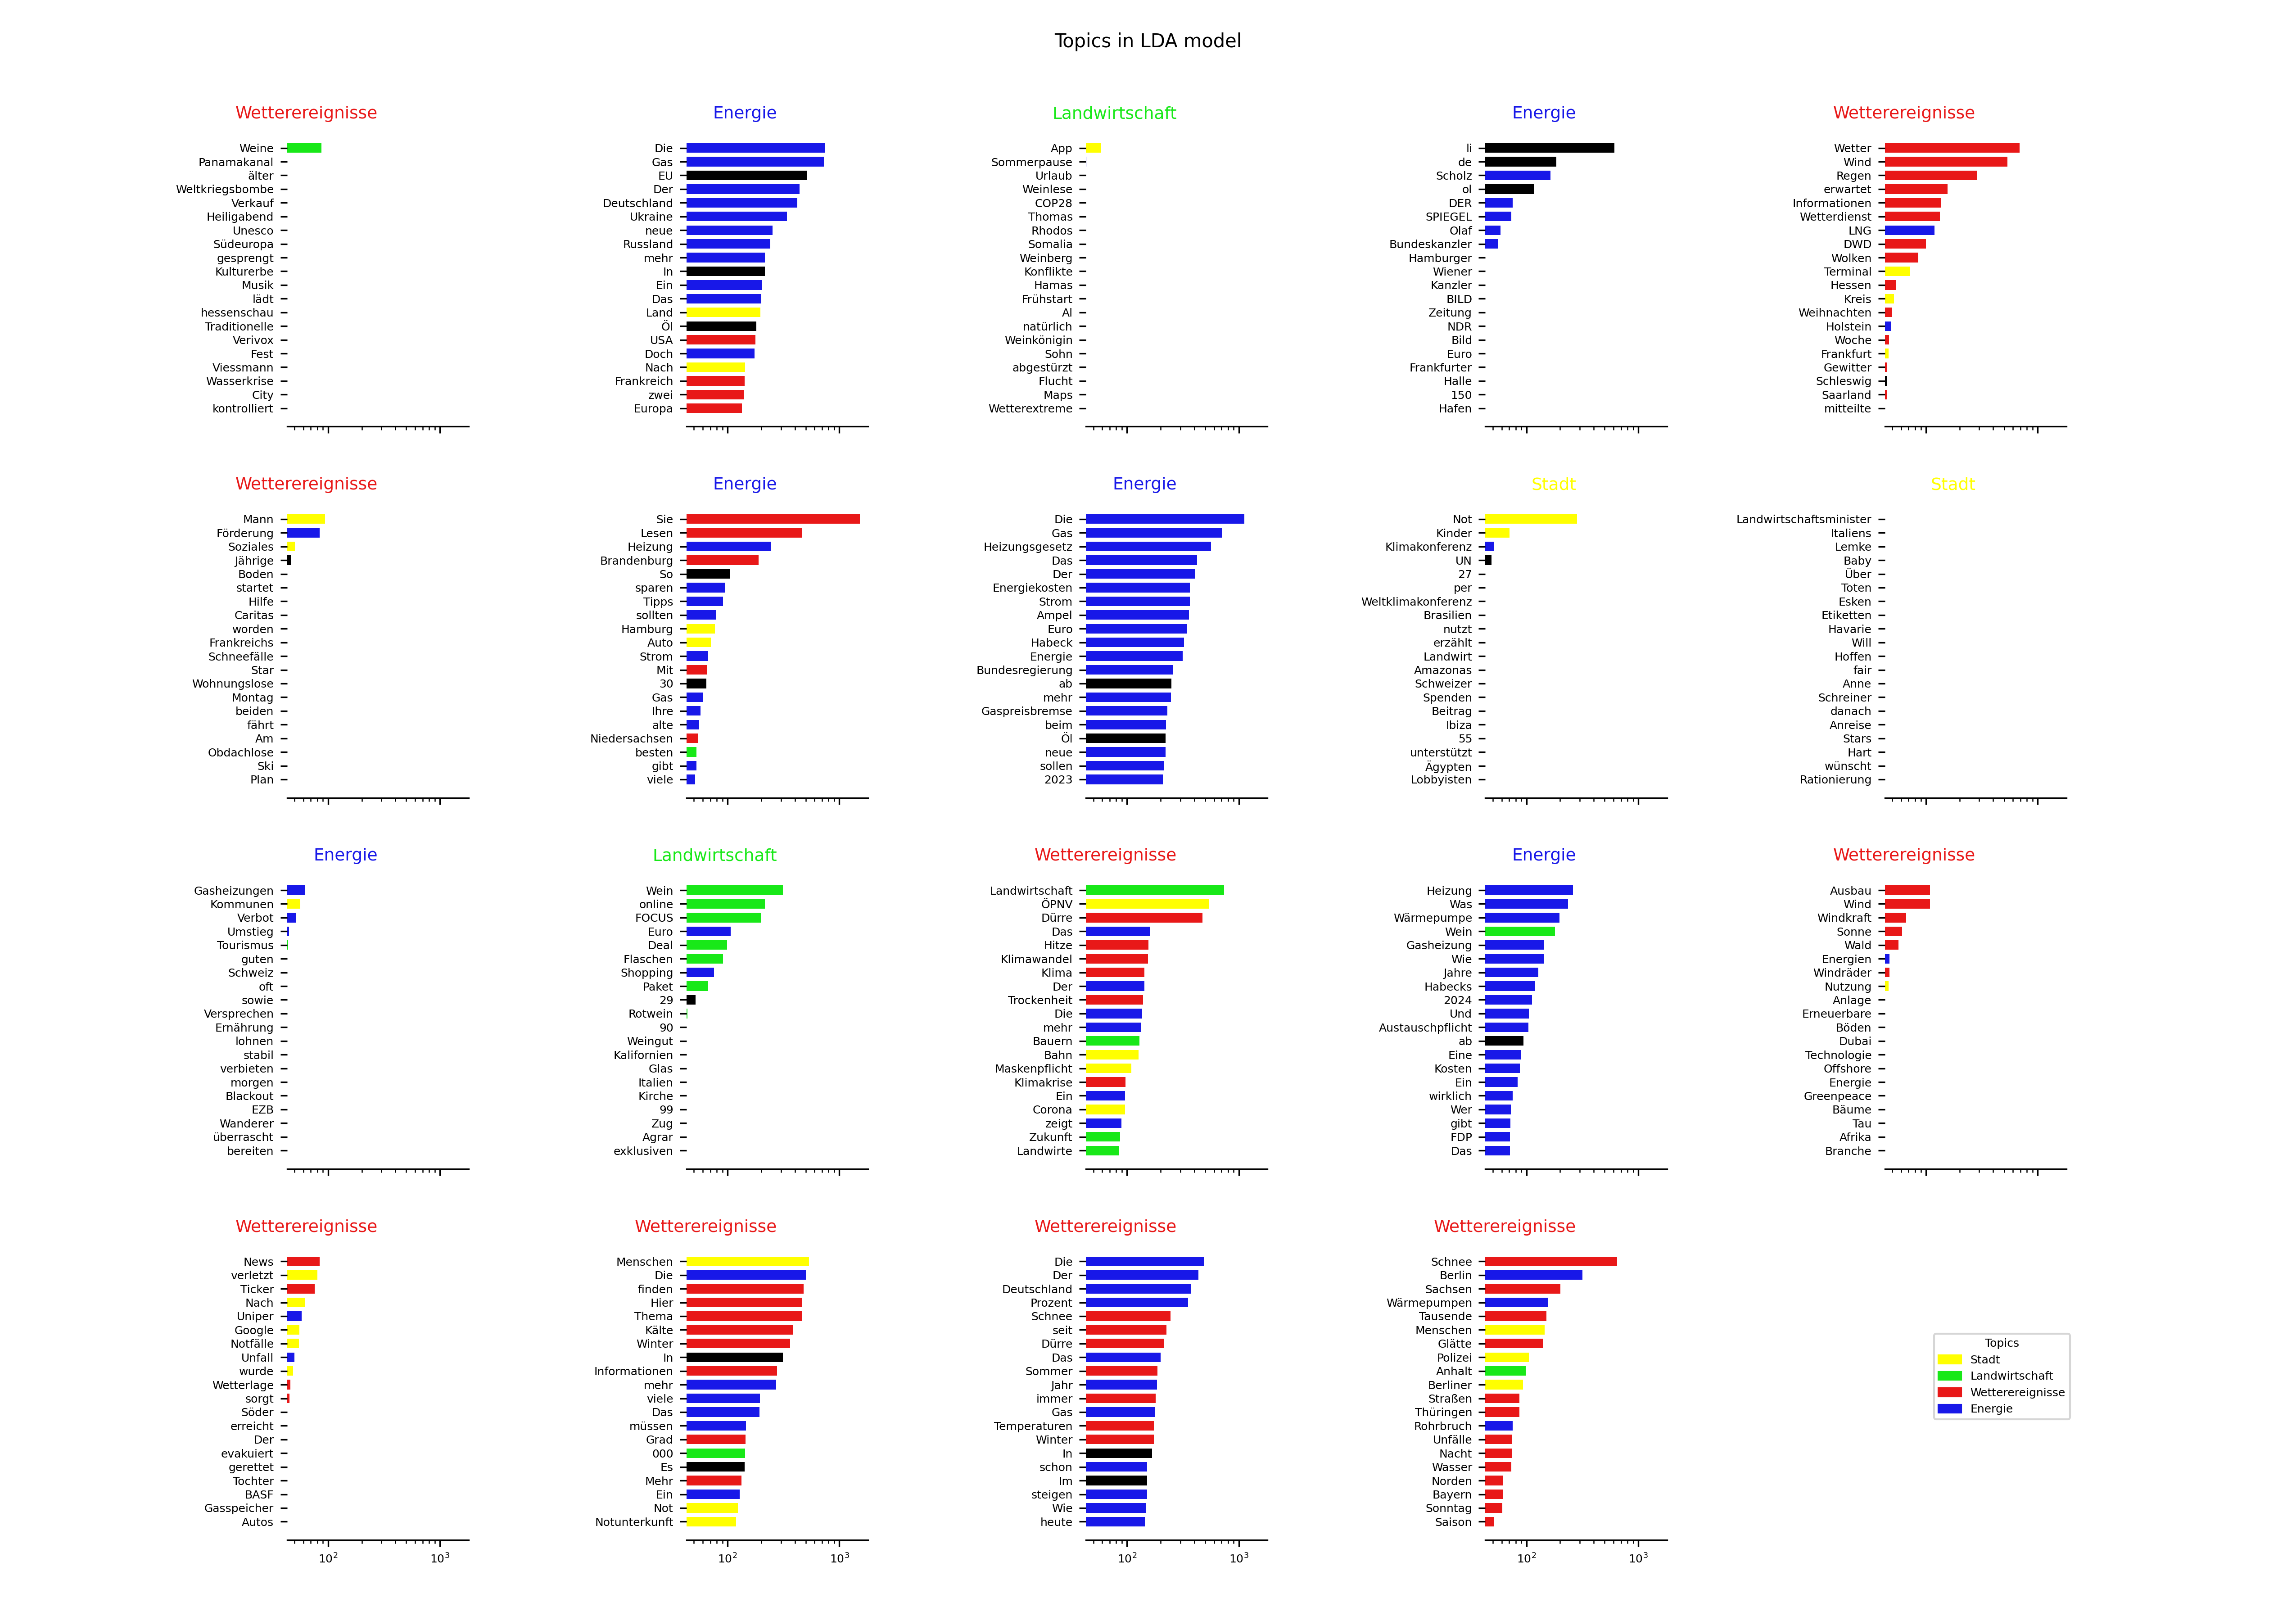 Topics in LDA model
Wetterereignisse
Weine
Panamakanal
älter
Weltkriegsbombe
Verkauf
Heiligabend
Unesco
Südeuropa
gesprengt
Kulturerbe
Musik
lädt
hessenschau
Traditionelle
Verivox
Fest
Viessmann
Wasserkrise
City
kontrolliert
Energie
Die
Gas
EU
Der
Deutschland
Ukraine
neue
Russland
mehr
In
Ein
Das
Land
Öl
USA
Doch
Nach
Frankreich
zwei
Europa
Landwirtschaft
App
Sommerpause
Urlaub
Weinlese
COP28
Thomas
Rhodos
Somalia
Weinberg
Konflikte
Hamas
Frühstart
Al
natürlich
Weinkönigin
Sohn
abgestürzt
Flucht
Maps
Wetterextreme
Energie
li
de
Scholz
ol
DER
SPIEGEL
Olaf
Bundeskanzler
Hamburger
Wiener
Kanzler
BILD
Zeitung
NDR
Bild
Euro
Frankfurter
Halle
150
Hafen
Wetterereignisse
Wetter
Wind
Regen
erwartet
Informationen
Wetterdienst
LNG
DWD
Wolken
Terminal
Hessen
Kreis
Weihnachten
Holstein
Woche
Frankfurt
Gewitter
Schleswig
Saarland
mitteilte
Wetterereignisse
Mann
Förderung
Soziales
Jährige
Boden
startet
Hilfe
Caritas
worden
Frankreichs
Schneefälle
Star
Wohnungslose
Montag
beiden
fährt
Am
Obdachlose
Ski
Plan
Energie
Sie
Lesen
Heizung
Brandenburg
So
sparen
Tipps
sollten
Hamburg
Auto
Strom
Mit
30
Gas
Ihre
alte
Niedersachsen
besten
gibt
viele
Energie
Die
Gas
Heizungsgesetz
Das
Der
Energiekosten
Strom
Ampel
Euro
Habeck
Energie
Bundesregierung
ab
mehr
Gaspreisbremse
beim
Öl
neue
sollen
2023
Stadt
Not
Kinder
Klimakonferenz
UN
27
per
Weltklimakonferenz
Brasilien
nutzt
erzählt
Landwirt
Amazonas
Schweizer
Spenden
Beitrag
Ibiza
55
unterstützt
Ägypten
Lobbyisten
Stadt
Landwirtschaftsminister
Italiens
Lemke
Baby
Über
Toten
Esken
Etiketten
Havarie
Will
Hoffen
fair
Anne
Schreiner
danach
Anreise
Stars
Hart
wünscht
Rationierung
Energie
Gasheizungen
Kommunen
Verbot
Umstieg
Tourismus
guten
Schweiz
oft
sowie
Versprechen
Ernährung
lohnen
stabil
verbieten
morgen
Blackout
EZB
Wanderer
überrascht
bereiten
Landwirtschaft
Wein
online
FOCUS
Euro
Deal
Flaschen
Shopping
Paket
29
Rotwein
90
Weingut
Kalifornien
Glas
Italien
Kirche
99
Zug
Agrar
exklusiven
Wetterereignisse
Landwirtschaft
ÖPNV
Dürre
Das
Hitze
Klimawandel
Klima
Der
Trockenheit
Die
mehr
Bauern
Bahn
Maskenpflicht
Klimakrise
Ein
Corona
zeigt
Zukunft
Landwirte
Energie
Heizung
Was
Wärmepumpe
Wein
Gasheizung
Wie
Jahre
Habecks
2024
Und
Austauschpflicht
ab
Eine
Kosten
Ein
wirklich
Wer
gibt
FDP
Das
Wetterereignisse
Ausbau
Wind
Windkraft
Sonne
Wald
Energien
Windräder
Nutzung
Anlage
Erneuerbare
Böden
Dubai
Technologie
Offshore
Energie
Greenpeace
Bäume
Tau
Afrika
Branche
Wetterereignisse
News
verletzt
Ticker
Nach
Uniper
Google
Notfälle
Unfall
wurde
Wetterlage
sorgt
Söder
erreicht
Der
evakuiert
gerettet
Tochter
BASF
Gasspeicher
Autos
10² 10³
Wetterereignisse
Menschen
Die
finden
Hier
Thema
Kälte
Winter
In
Informationen
mehr
viele
Das
müssen
Grad
000
Es
Mehr
Ein
Not
Notunterkunft
10² 10³
Wetterereignisse
Die
Der
Deutschland
Prozent
Schnee
seit
Dürre
Das
Sommer
Jahr
immer
Gas
Temperaturen
Winter
In
schon
Im
steigen
Wie
heute
10² 10³
Wetterereignisse
Schnee
Berlin
Sachsen
Wärmepumpen
Tausende
Menschen
Glätte
Polizei
Anhalt
Berliner
Straßen
Thüringen
Rohrbruch
Unfälle
Nacht
Wasser
Norden
Bayern
Sonntag
Saison
10² 10³
Topics
Stadt
Landwirtschaft
Wetterereignisse
Energie